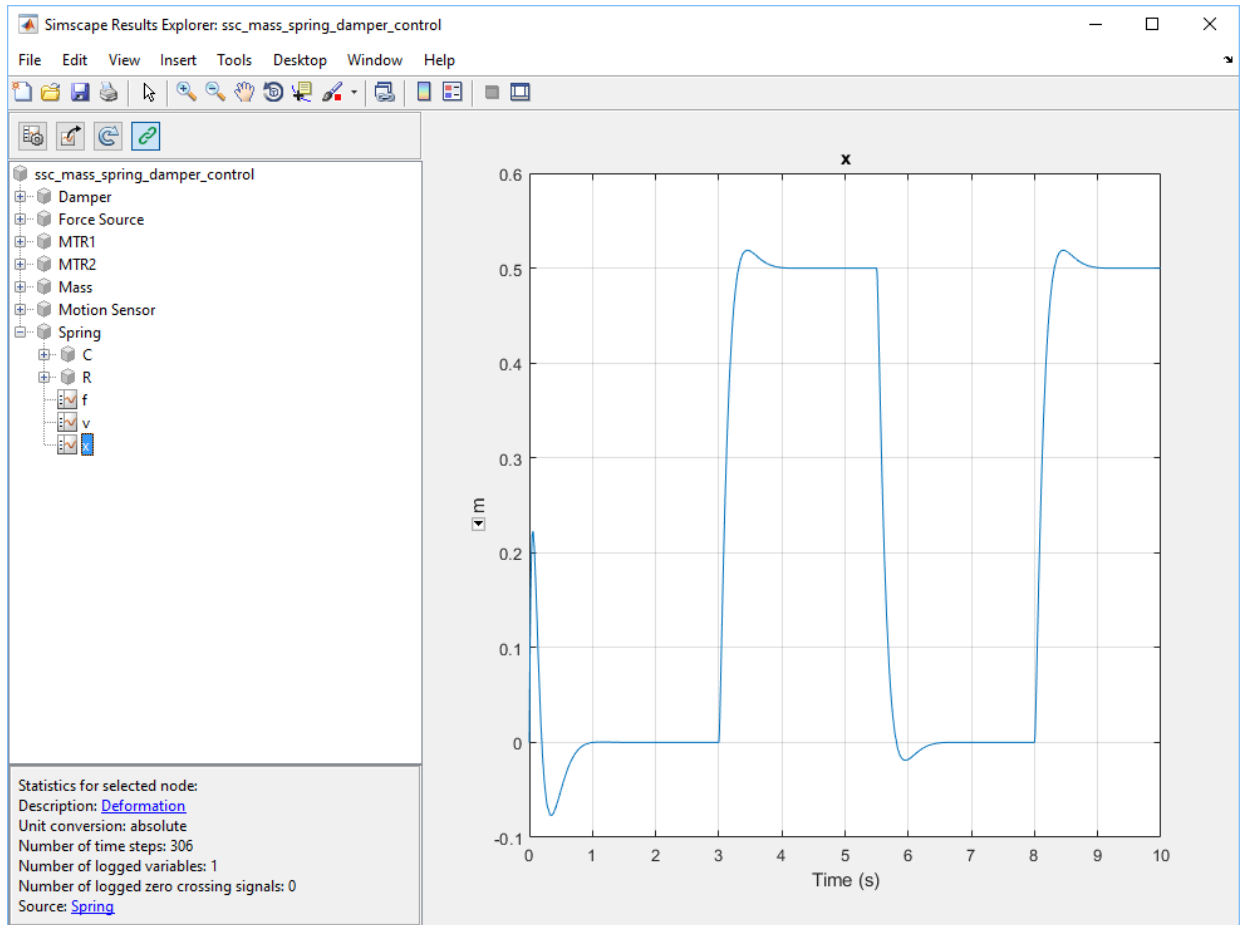 Simscape Results Explorer: ssc_mass_spring_damper_control
File Edit View Insert Tools Desktop Window Help
ssc_mass_spring_damper_control
Damper
Force Source
MTR1
MTR2
Mass
Motion Sensor
Spring
C
R
f
v
x
Statistics for selected node:
Description: Deformation
Unit conversion: absolute
Number of time steps: 306
Number of logged variables: 1
Number of logged zero crossing signals: 0
Source: Spring
x
0.6
0.5
0.4
0.3
0.2
0.1
0
-0.1
m
0 1 2 3 4 5 6 7 8 9 10
Time (s)